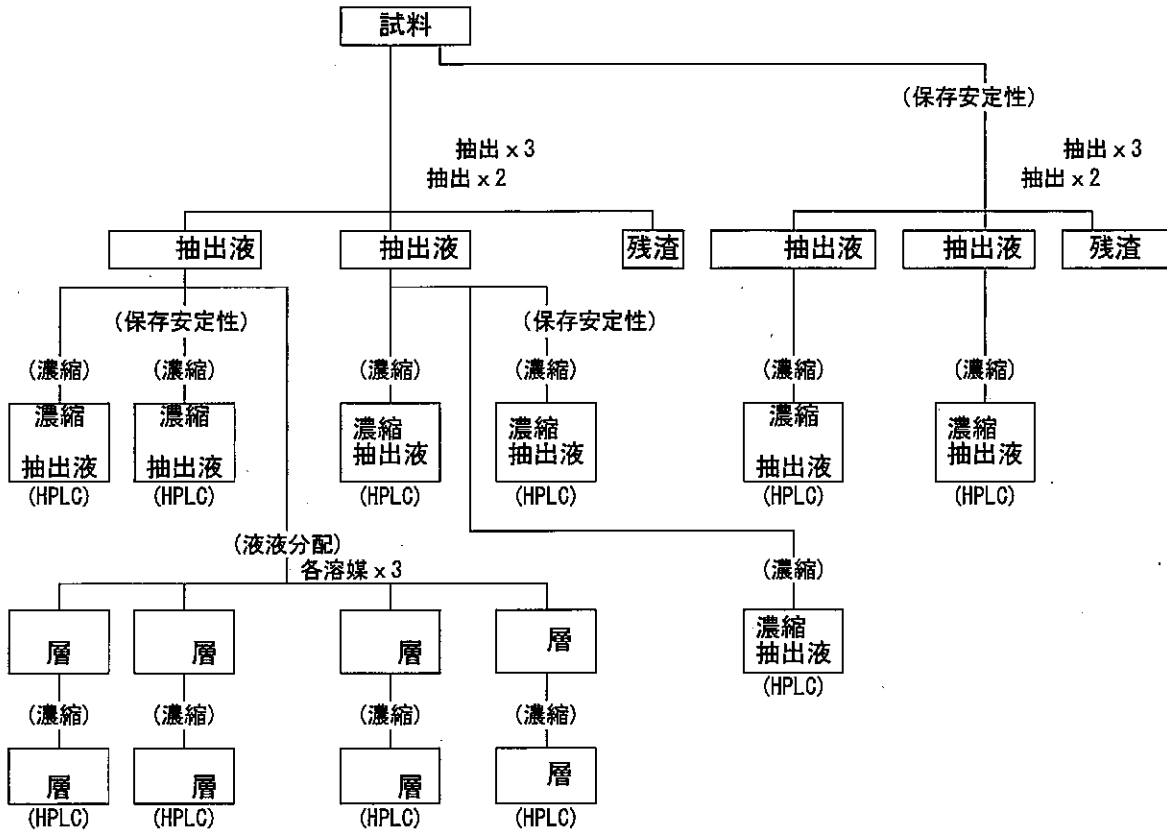 試料
(保存安定性)
抽出 x 3
抽出 x 2
抽出 x 3
抽出 x 2
抽出液
抽出液
残渣
抽出液
抽出液
残渣
(保存安定性)
(保存安定性)
(濃縮)
(濃縮)
(濃縮)
(濃縮)
(濃縮)
(濃縮)
濃縮
抽出液
濃縮
抽出液
濃縮
抽出液
濃縮
抽出液
濃縮
抽出液
濃縮
抽出液
(HPLC)
(HPLC)
(HPLC)
(HPLC)
(HPLC)
(HPLC)
(液液分配)
各溶媒 x 3
(濃縮)
層
層
層
層
濃縮
抽出液
(HPLC)
(濃縮)
(濃縮)
(濃縮)
(濃縮)
層
層
層
層
(HPLC)
(HPLC)
(HPLC)
(HPLC)